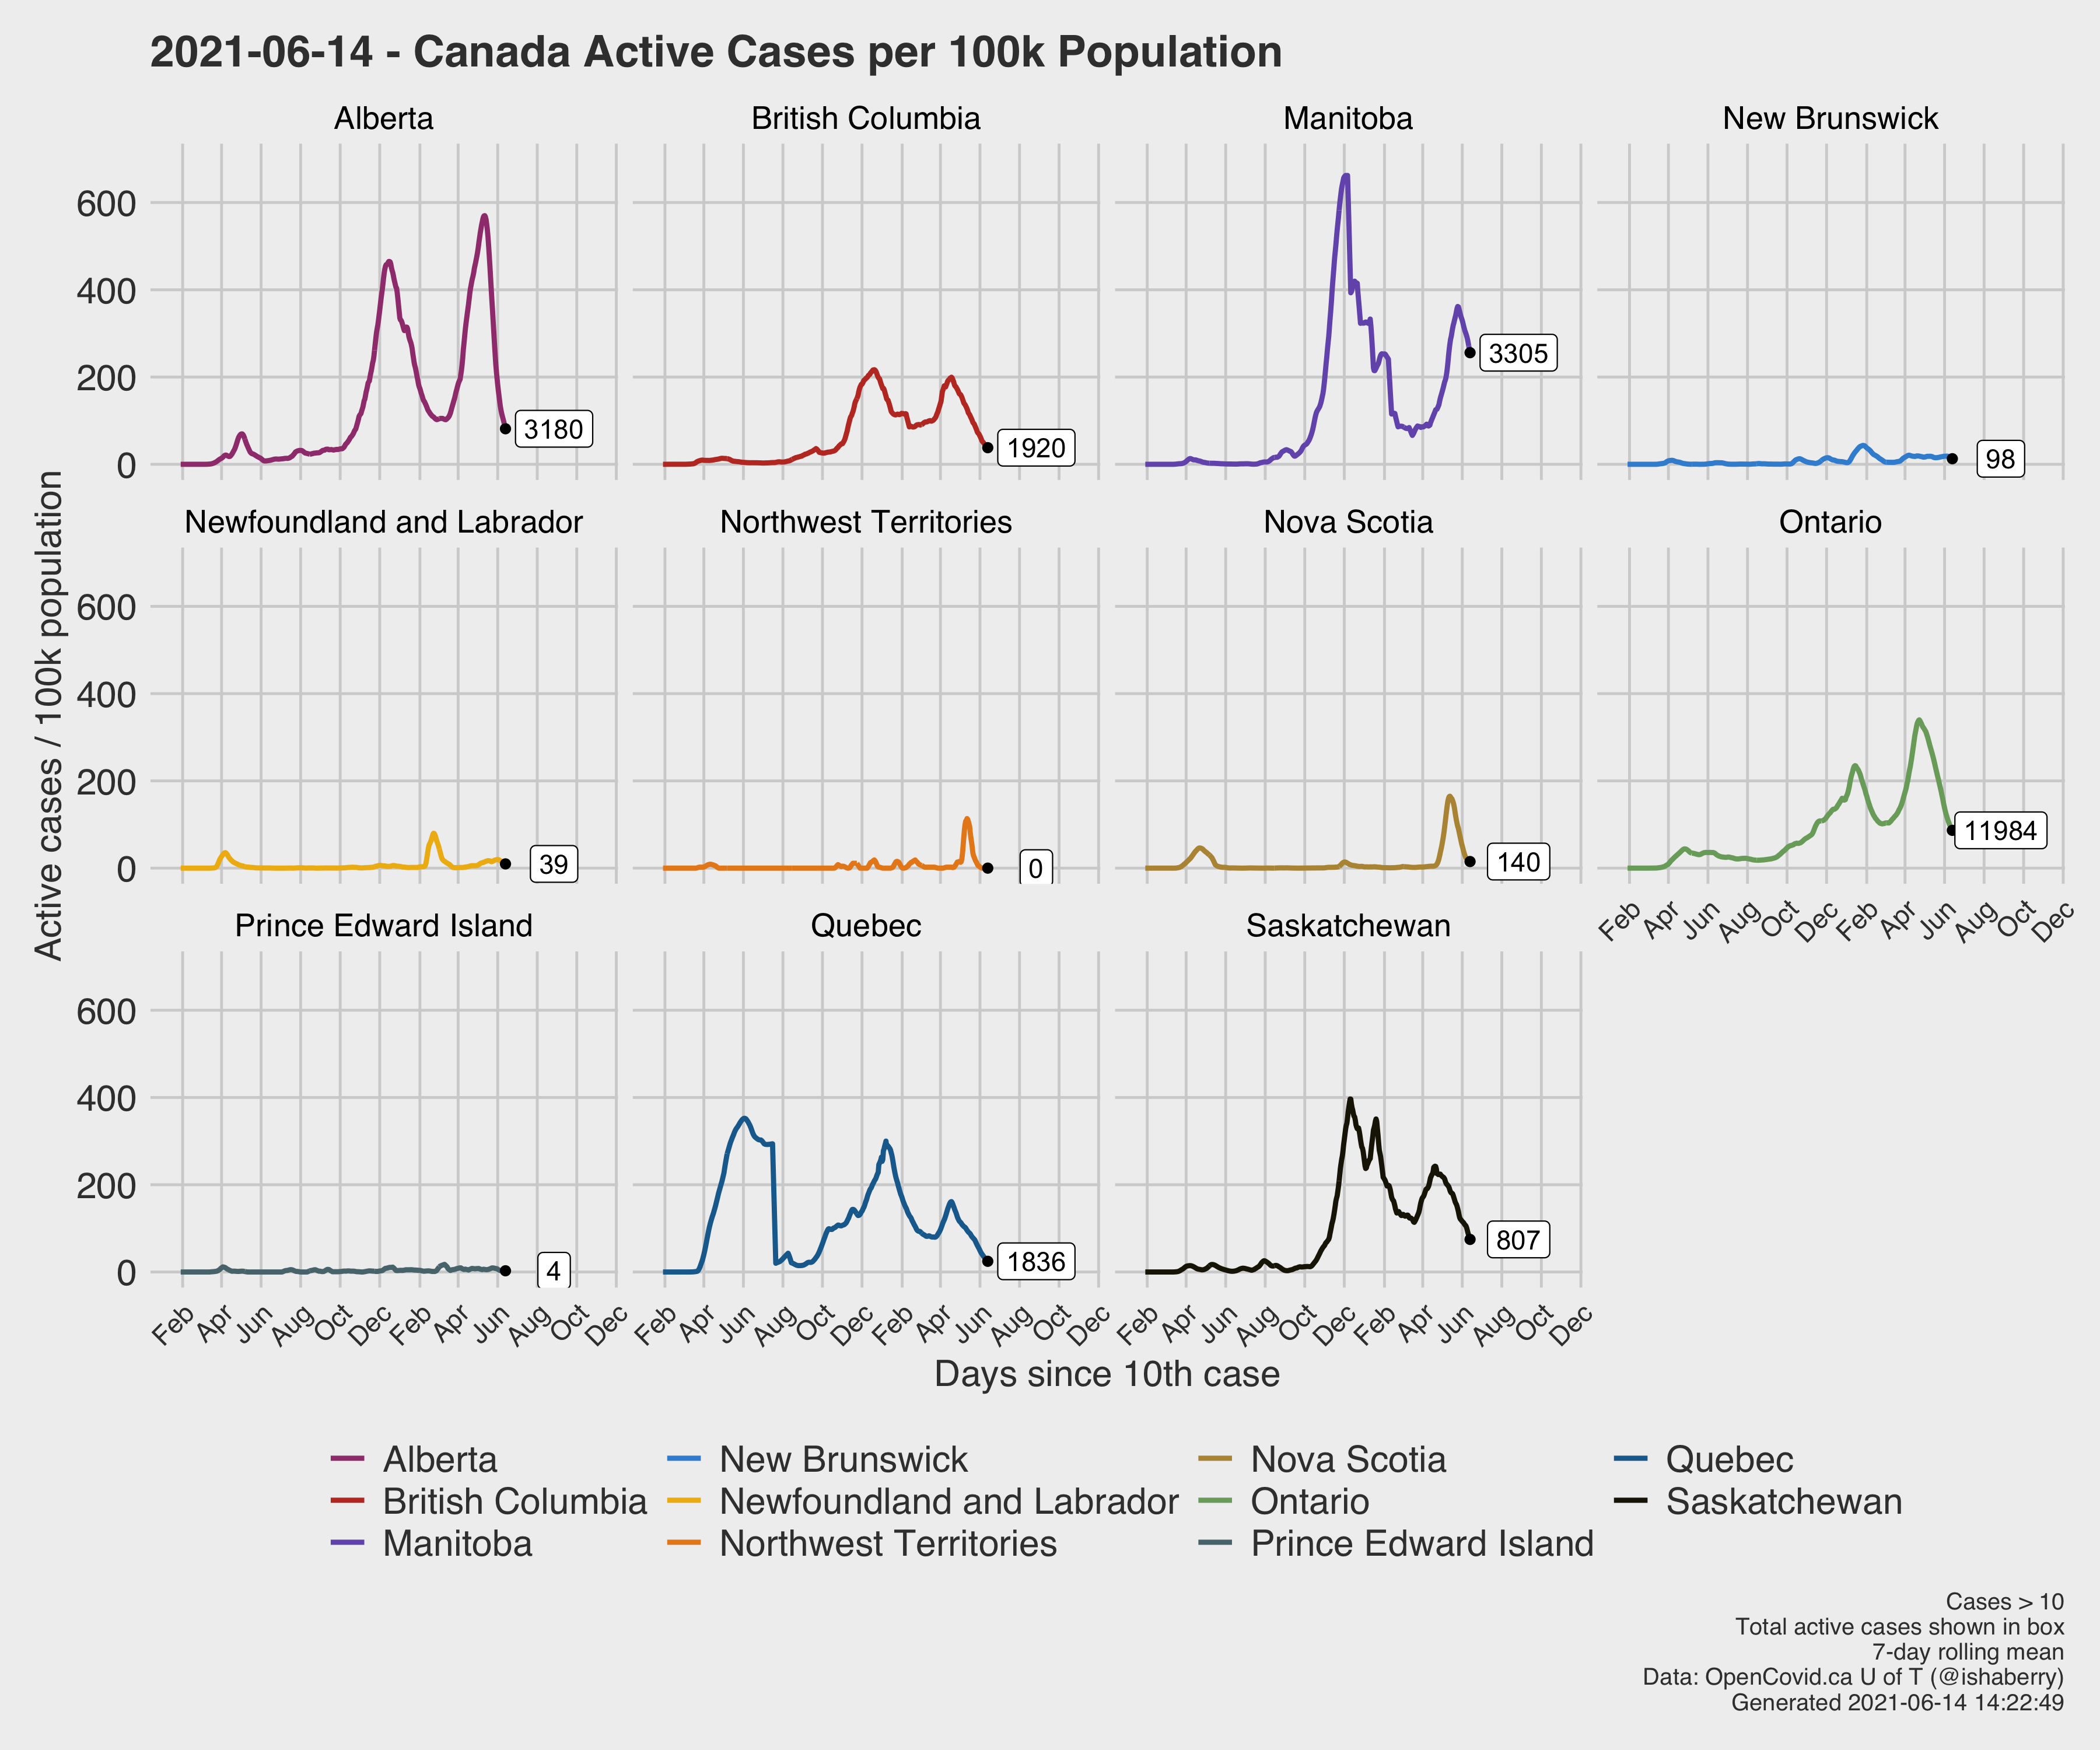 2021-06-14 - Canada Active Cases per 100k Population
Alberta
British Columbia
Manitoba
New Brunswick
600
400
200
0
3180
1920
3305
98
Newfoundland and Labrador
Northwest Territories
Nova Scotia
Ontario
600
400
200
0
39
0
140
11984
Feb Apr Jun Aug Oct Dec Feb Apr Jun Aug Oct Dec
Prince Edward Island
Quebec
Saskatchewan
600
400
200
0
4
1836
807
Feb Apr Jun Aug Oct Dec Feb Apr Jun Aug Oct Dec
Feb Apr Jun Aug Oct Dec Feb Apr Jun Aug Oct Dec
Feb Apr Jun Aug Oct Dec Feb Apr Jun Aug Oct Dec
Active cases / 100k population
Days since 10th case
Alberta
British Columbia
Manitoba
New Brunswick
Newfoundland and Labrador
Northwest Territories
Nova Scotia
Ontario
Prince Edward Island
Quebec
Saskatchewan
Cases > 10
Total active cases shown in box
7-day rolling mean
Data: OpenCovid.ca U of T (@ishaberry)
Generated 2021-06-14 14:22:49